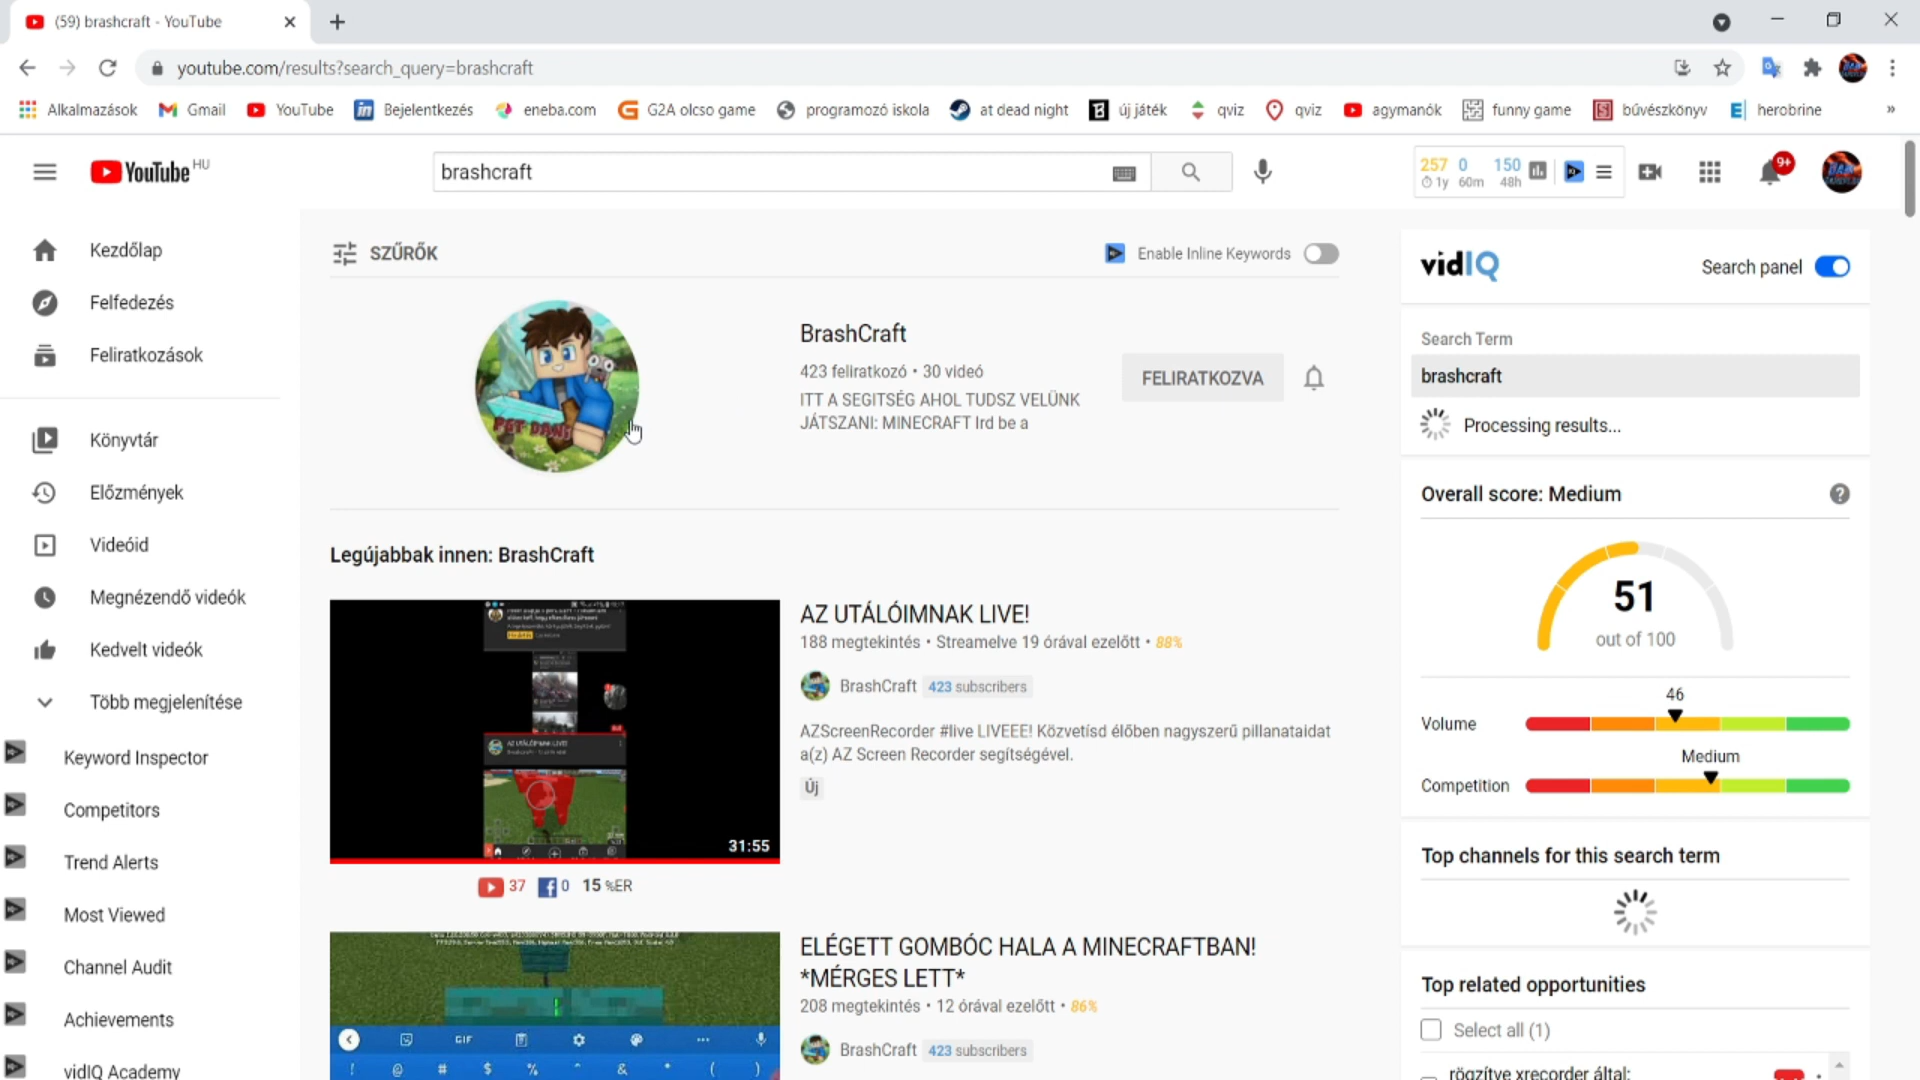 (59) brashcraft - YouTube
youtube.com/results?search_query=brashcraft
Alkalmazások Gmail YouTube Bejelentkezés eneba.com G2A olcso game programozó iskola at dead night új játék qviz qviz agymanók funny game bűvészkönyv herobrine »
YouTube HU
brashcraft
257 0 150
1y 60m 48h
9+
Kezdőlap
Felfedezés
Feliratkozások
Könyvtár
Előzmények
Videóid
Megnézendő videók
Kedvelt videók
Több megjelenítése
Keyword Inspector
Competitors
Trend Alerts
Most Viewed
Channel Audit
Achievements
vidIQ Academy
SZŰRŐK
Enable Inline Keywords
BrashCraft
423 feliratkozó • 30 videó
ITT A SEGITSÉG AHOL TUDSZ VELÜNK
JÁTSZANI: MINECRAFT Ird be a
FELIRATKOZVA
PET DANI
Legújabbak innen: BrashCraft
31:55
37 0 15 %ER
AZ UTÁLÓIMNAK LIVE!
188 megtekintés • Streamelve 19 órával ezelőtt • 88%
BrashCraft 423 subscribers
AZScreenRecorder #live LIVEEE! Közvetísd élőben nagyszerű pillanataidat
a(z) AZ Screen Recorder segítségével.
Új
GIF
! @ # $ % ^ & * ( )
ELÉGETT GOMBÓC HALA A MINECRAFTBAN!
*MÉRGES LETT*
208 megtekintés • 12 órával ezelőtt • 86%
BrashCraft 423 subscribers
vidIQ
Search panel
Search Term
brashcraft
Processing results...
Overall score: Medium
51
out of 100
46
Volume
Medium
Competition
Top channels for this search term
Top related opportunities
Select all (1)
rögzítve xrecorder által: